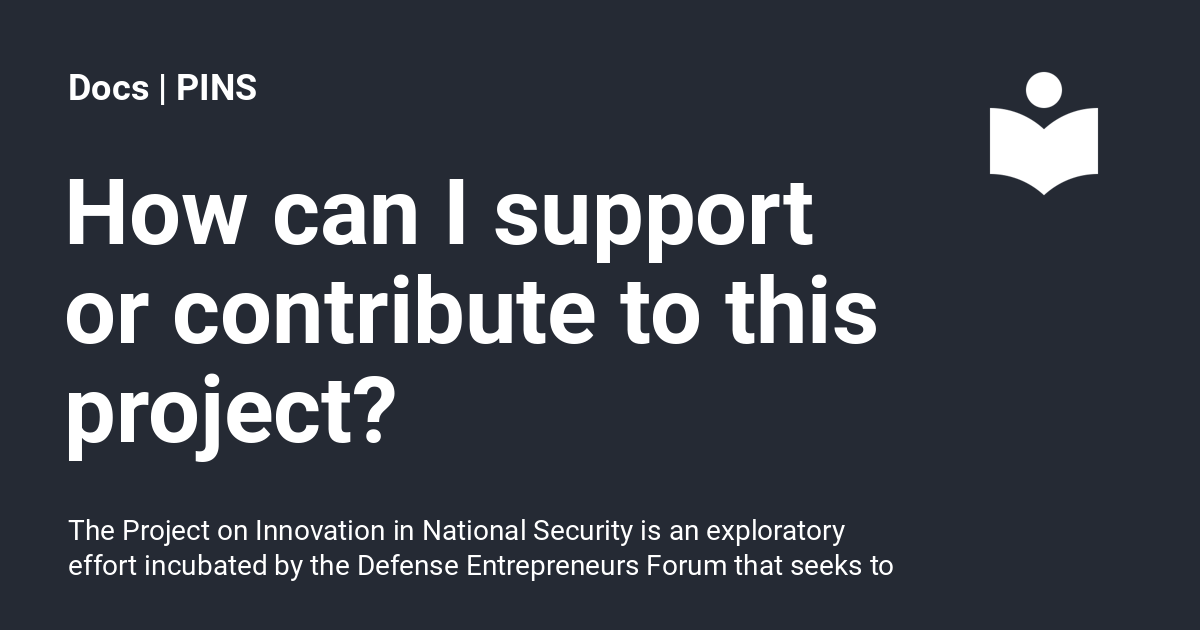 Docs | PINS
How can I support
or contribute to this
project?
The Project on Innovation in National Security is an exploratory
effort incubated by the Defense Entrepreneurs Forum that seeks to